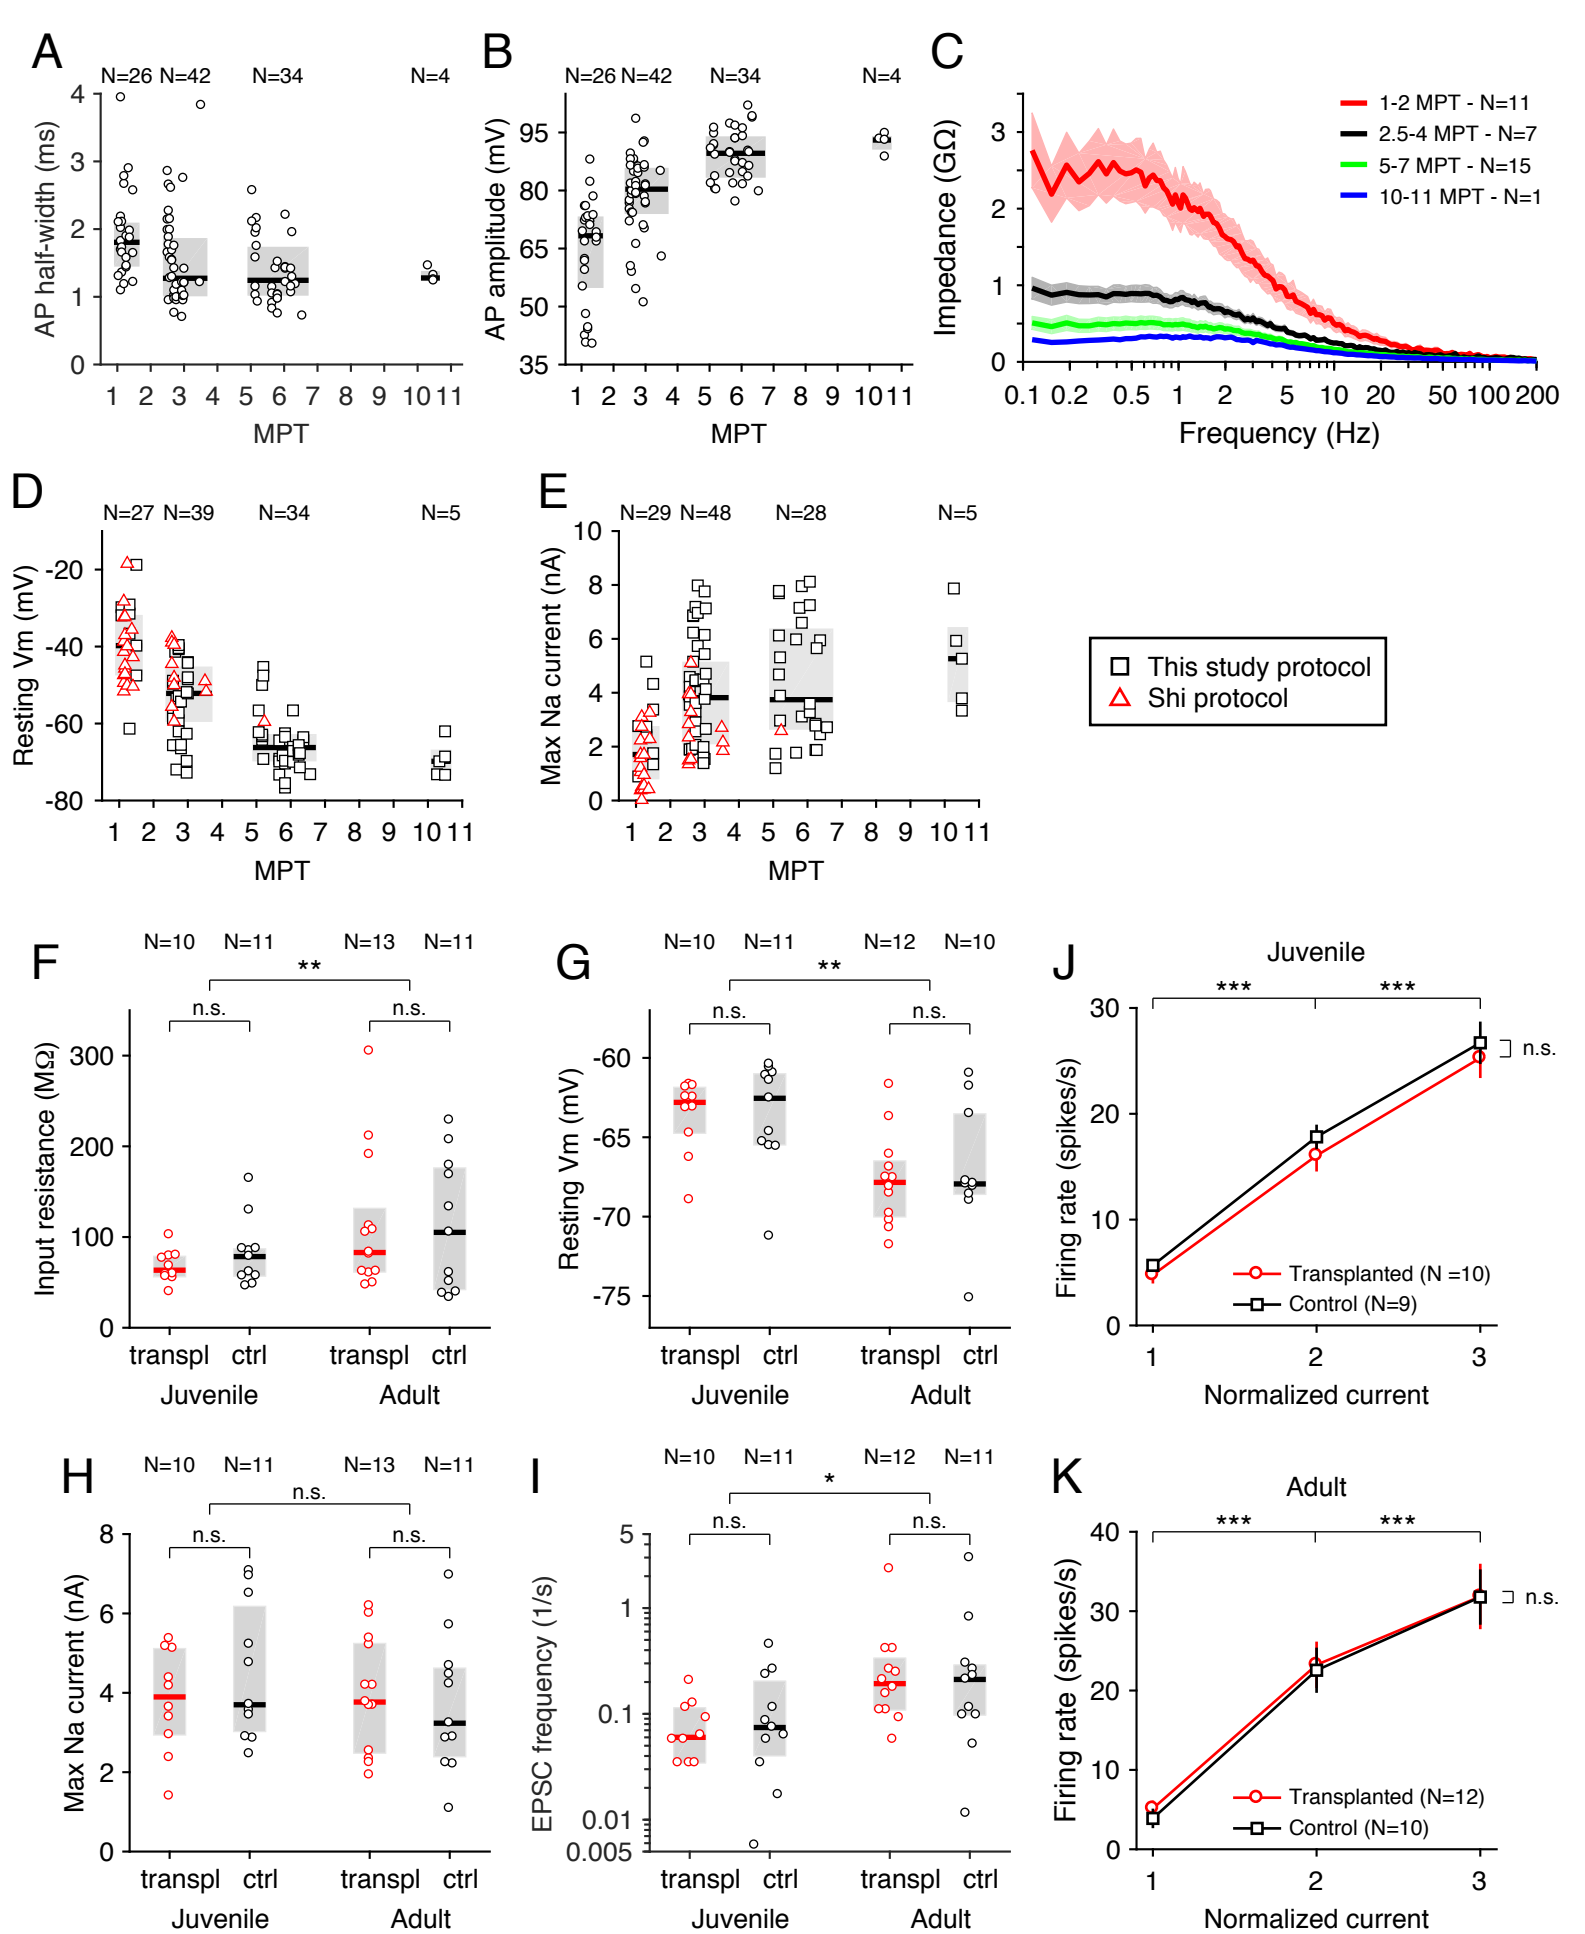 A
N=26 N=42 N=34 N=4
AP half-width (ms)
4
3
2
1
0
1 2 3 4 5 6 7 8 9 10 11
MPT
B
N=26 N=42 N=34 N=4
AP amplitude (mV)
95
80
65
50
35
1 2 3 4 5 6 7 8 9 10 11
MPT
C
1-2 MPT - N=11
2.5-4 MPT - N=7
5-7 MPT - N=15
10-11 MPT - N=1
Impedance (GΩ)
3
2
1
0
0.1 0.2 0.5 1 2 5 10 20 50 100 200
Frequency (Hz)
D
N=27 N=39 N=34 N=5
Resting Vm (mV)
-20
-40
-60
-80
1 2 3 4 5 6 7 8 9 10 11
MPT
E
N=29 N=48 N=28 N=5
Max Na current (nA)
10
8
6
4
2
0
1 2 3 4 5 6 7 8 9 10 11
MPT
This study protocol
Shi protocol
F
N=10 N=11 N=13 N=11
**
n.s. n.s.
Input resistance (MΩ)
300
200
100
0
transpl ctrl transpl ctrl
Juvenile Adult
G
N=10 N=11 N=12 N=10
**
n.s. n.s.
Resting Vm (mV)
-60
-65
-70
-75
transpl ctrl transpl ctrl
Juvenile Adult
J
Juvenile
*** ***
n.s.
Firing rate (spikes/s)
30
20
10
0
Transplanted (N =10)
Control (N=9)
1 2 3
Normalized current
H
N=10 N=11 N=13 N=11
n.s.
n.s. n.s.
Max Na current (nA)
8
6
4
2
0
transpl ctrl transpl ctrl
Juvenile Adult
I
N=10 N=11 N=12 N=11
*
n.s. n.s.
EPSC frequency (1/s)
5
1
0.1
0.01
0.005
transpl ctrl transpl ctrl
Juvenile Adult
K
Adult
*** ***
n.s.
Firing rate (spikes/s)
40
30
20
10
0
Transplanted (N=12)
Control (N=10)
1 2 3
Normalized current